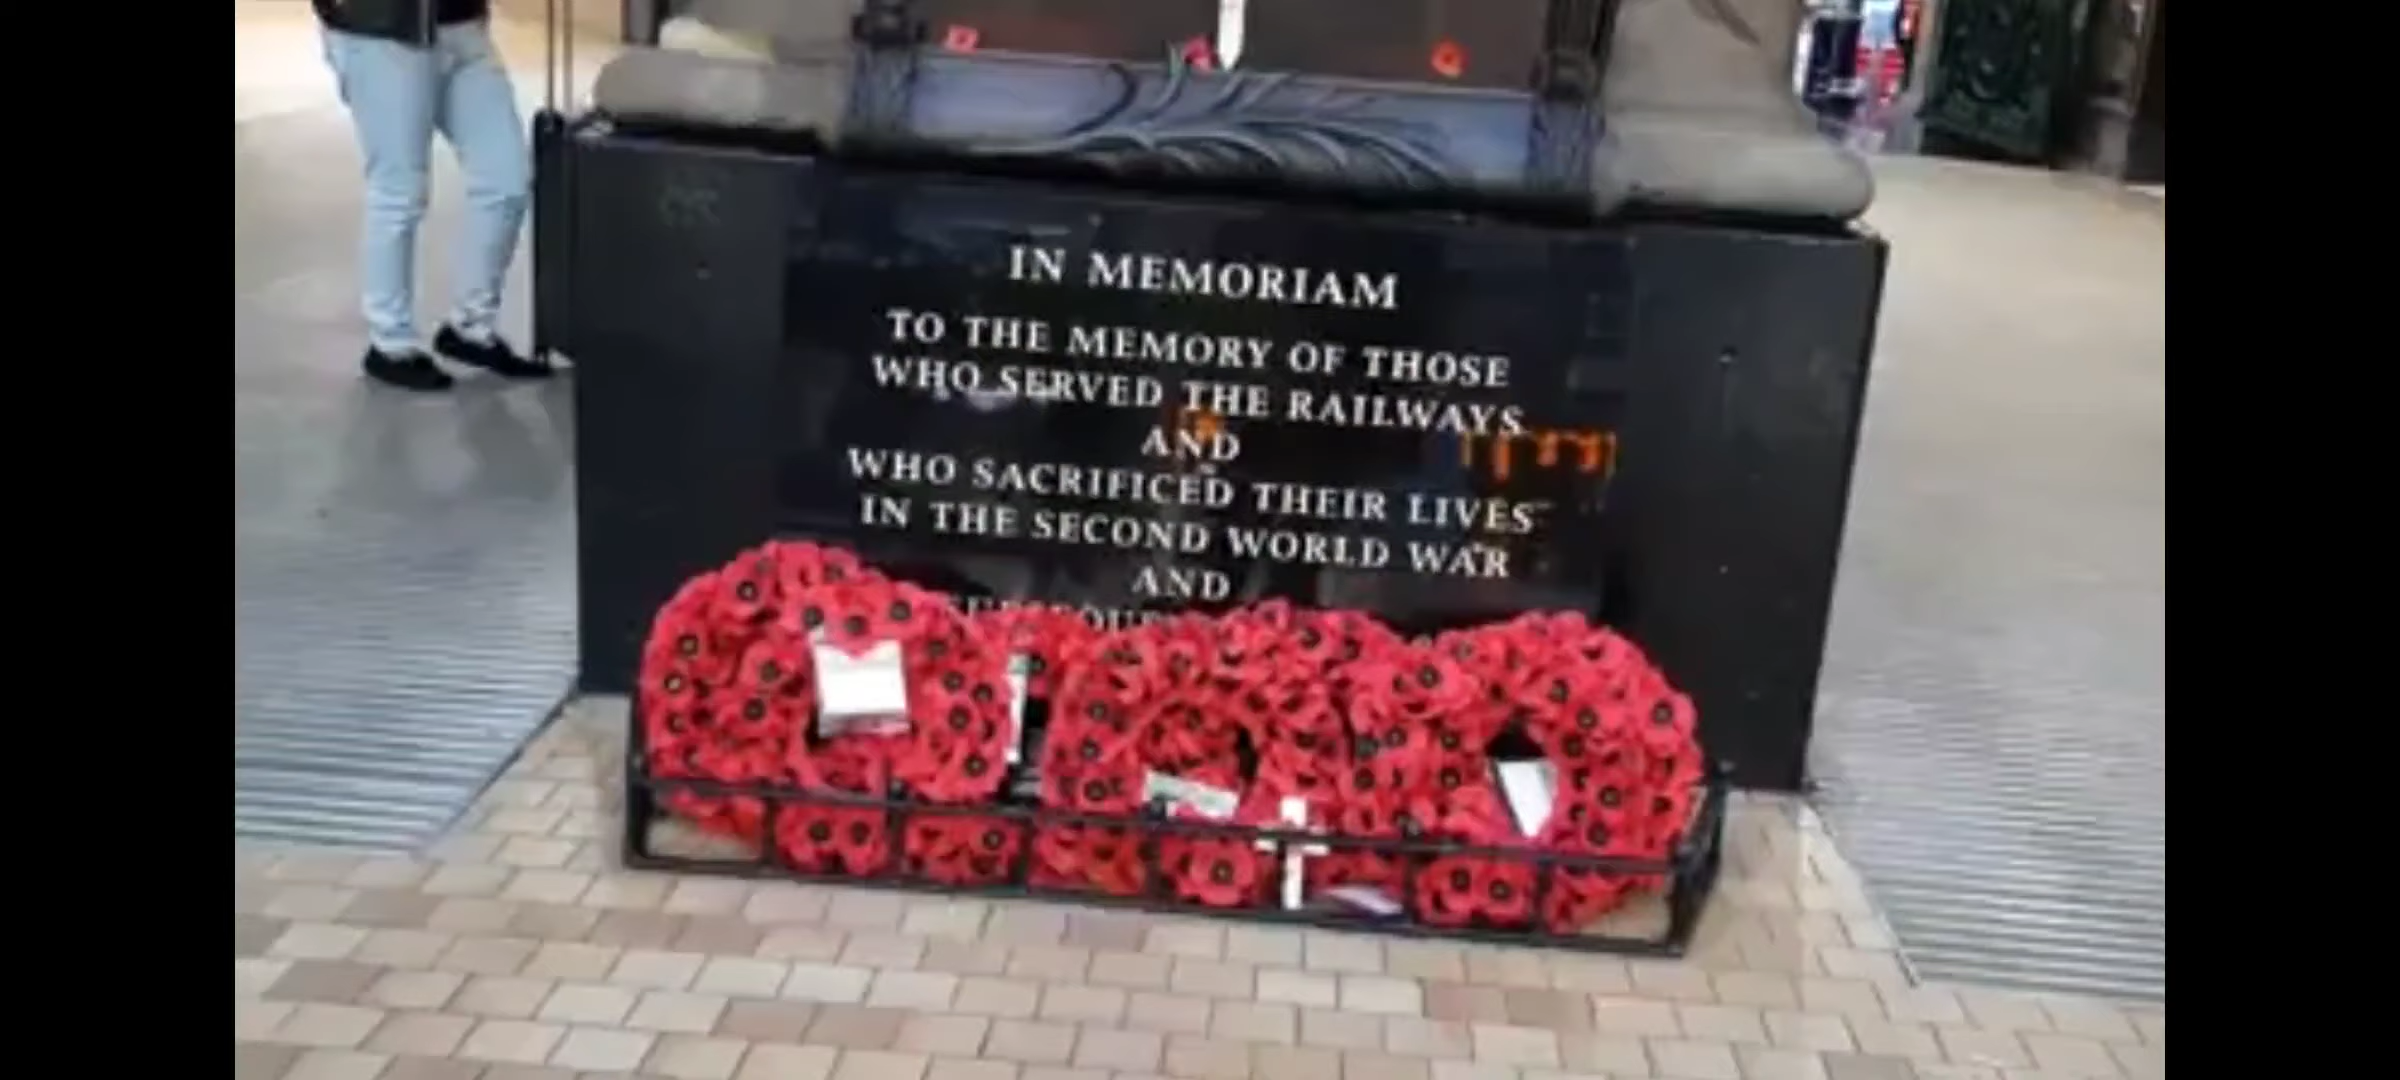 IN MEMORIAM
TO THE MEMORY OF THOSE
WHO SERVED THE RAILWAYS
AND
WHO SACRIFICED THEIR LIVES
IN THE SECOND WORLD WAR
AND